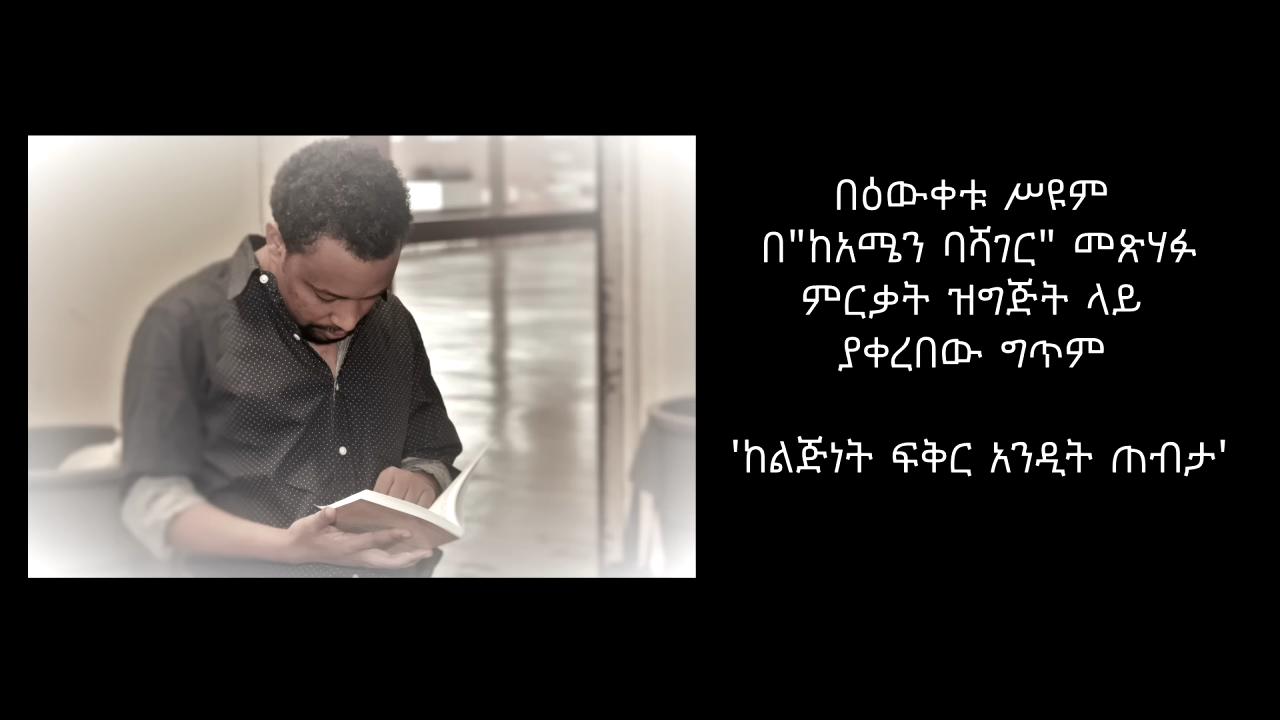 በዕውቀቱ ሥዩም
በ"ከአሜን ባሻገር" መጽሃፉ
ምርቃት ዝግጅት ላይ
ያቀረበው ግጥም
'ከልጅነት ፍቅር አንዲት ጠብታ'